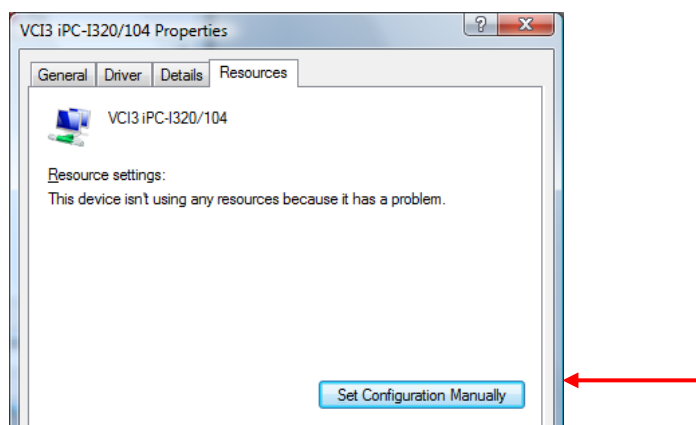 VCI3 iPC-I320/104 Properties
General Driver Details Resources
VCI3 iPC-I320/104
Resource settings:
This device isn't using any resources because it has a problem.
Set Configuration Manually